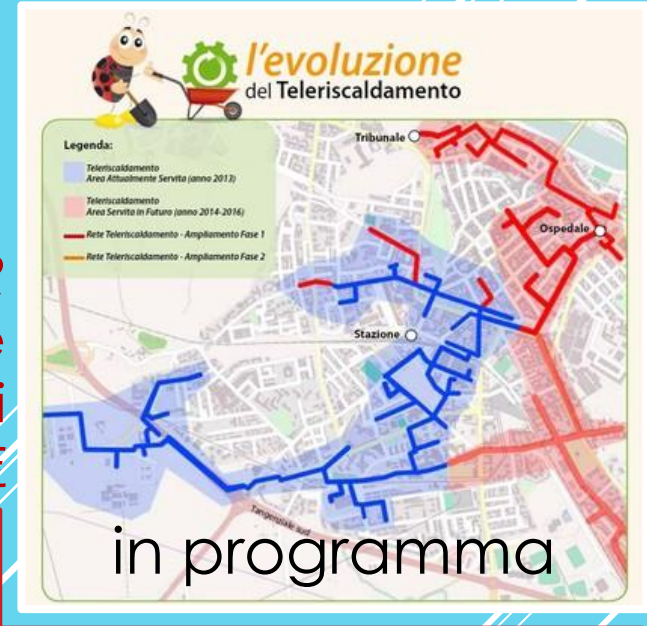 l'evoluzione
del Teleriscaldamento
Legenda:
Teleriscaldamento
Area Attualmente Servita (anno 2013)
Teleriscaldamento
Area Servita in Futuro (anno 2014-2016)
Rete Teleriscaldamento - Ampliamento Fase 1
Rete Teleriscaldamento - Ampliamento Fase 2
Tribunale
Ospedale
Stazione
Tangenziale sud
in programma